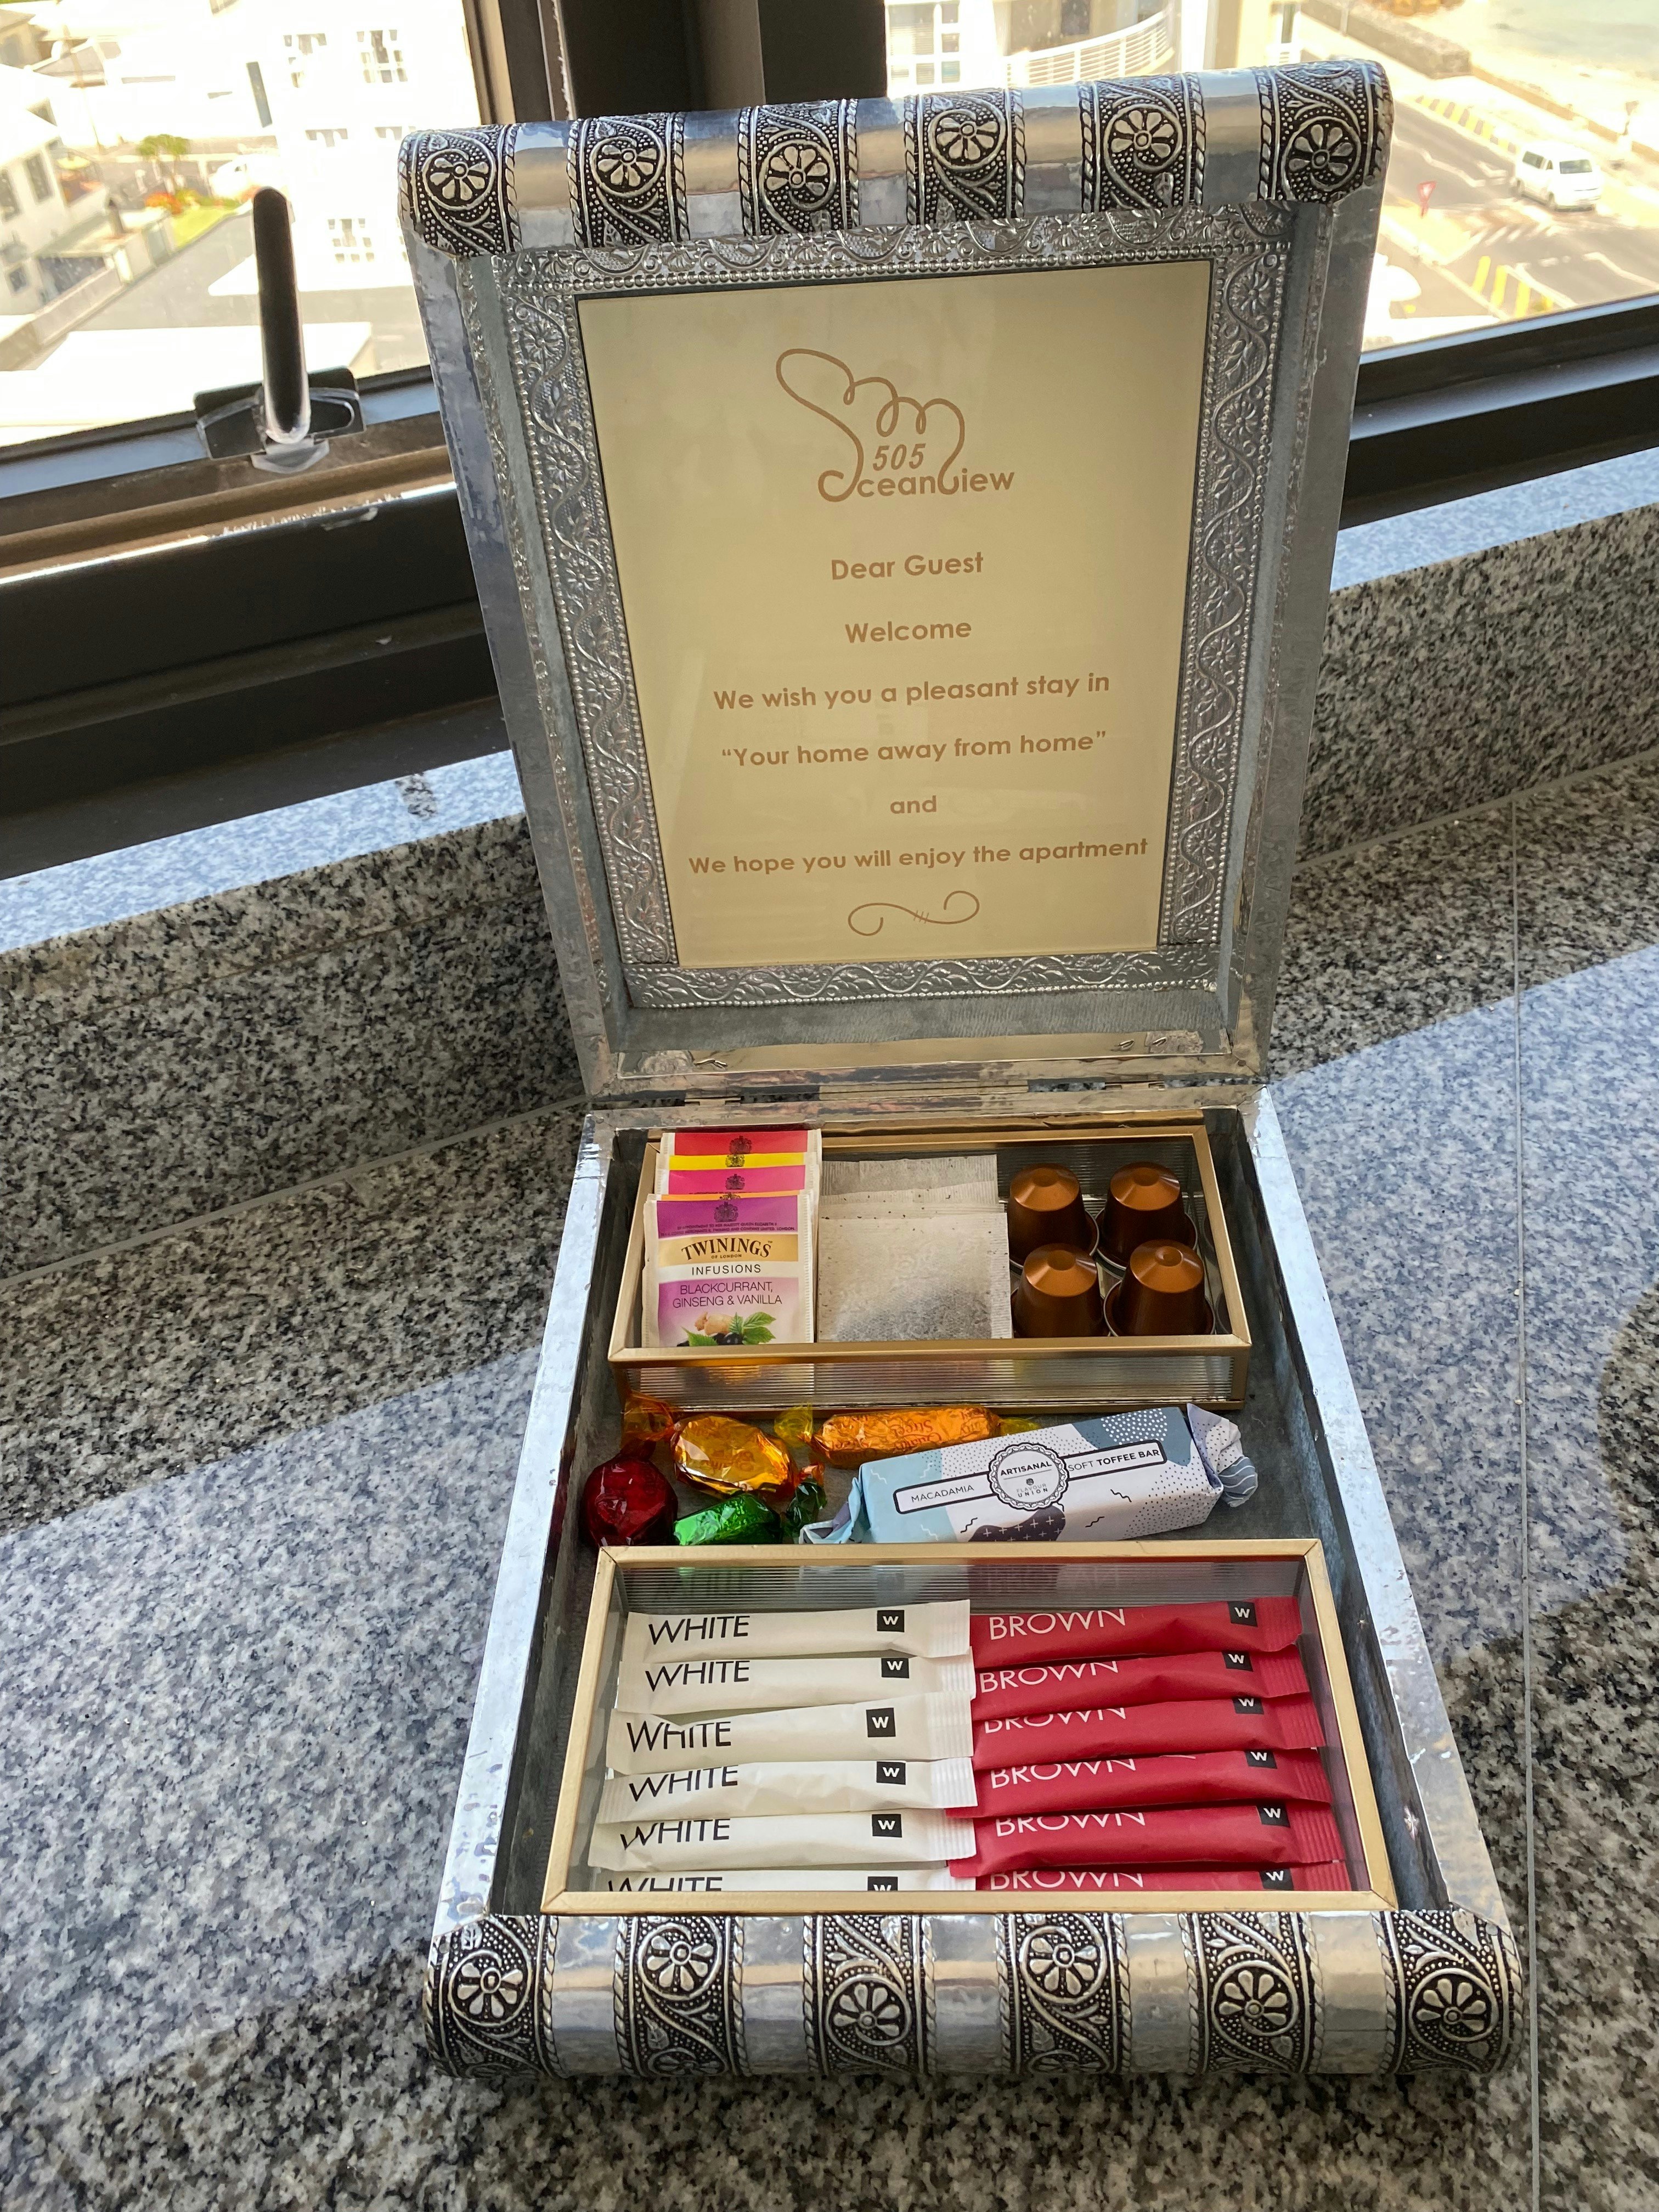 505
OceanView
Dear Guest
Welcome
We wish you a pleasant stay in
“Your home away from home”
and
We hope you will enjoy the apartment
TWININGS
OF LONDON
INFUSIONS
BLACKCURRANT,
GINSENG & VANILLA
MACADAMIA
ARTISANAL
FLAVOUR
UNION
SOFT TOFFEE BAR
WHITE W
BROWN W
WHITE W
BROWN W
WHITE W
BROWN W
WHITE W
BROWN W
WHITE W
BROWN W
WHITE W
BROWN W